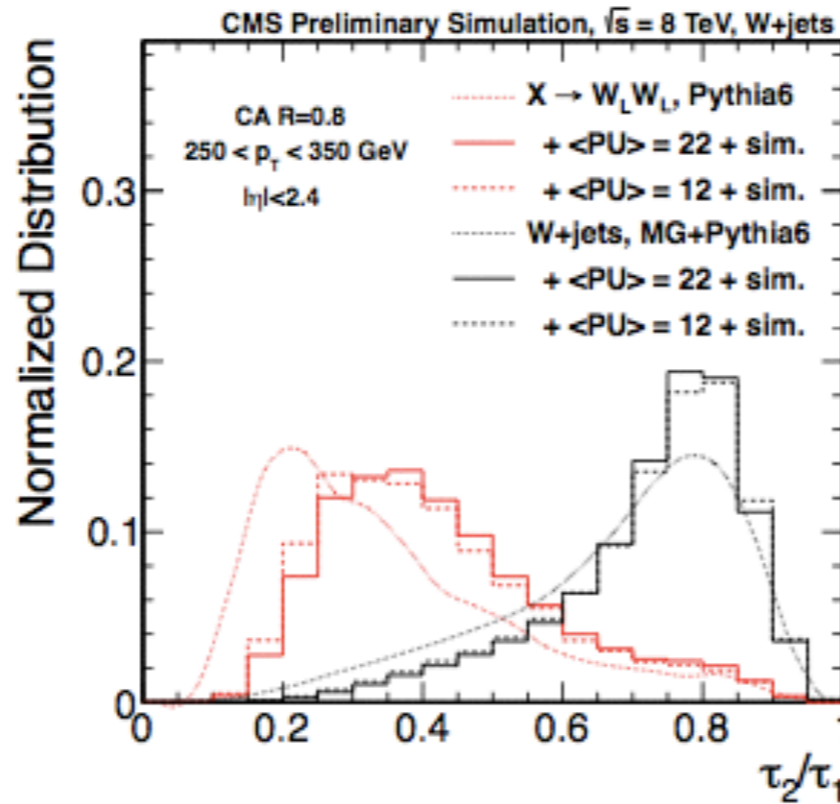 CMS Preliminary Simulation, √s = 8 TeV, W+jets
Normalized Distribution
CA R=0.8
250 < p_T < 350 GeV
|η|<2.4
X → W_L W_L, Pythia6
+ <PU> = 22 + sim.
+ <PU> = 12 + sim.
W+jets, MG+Pythia6
+ <PU> = 22 + sim.
+ <PU> = 12 + sim.
0.3
0.2
0.1
0
0 0.2 0.4 0.6 0.8
τ_2/τ_1